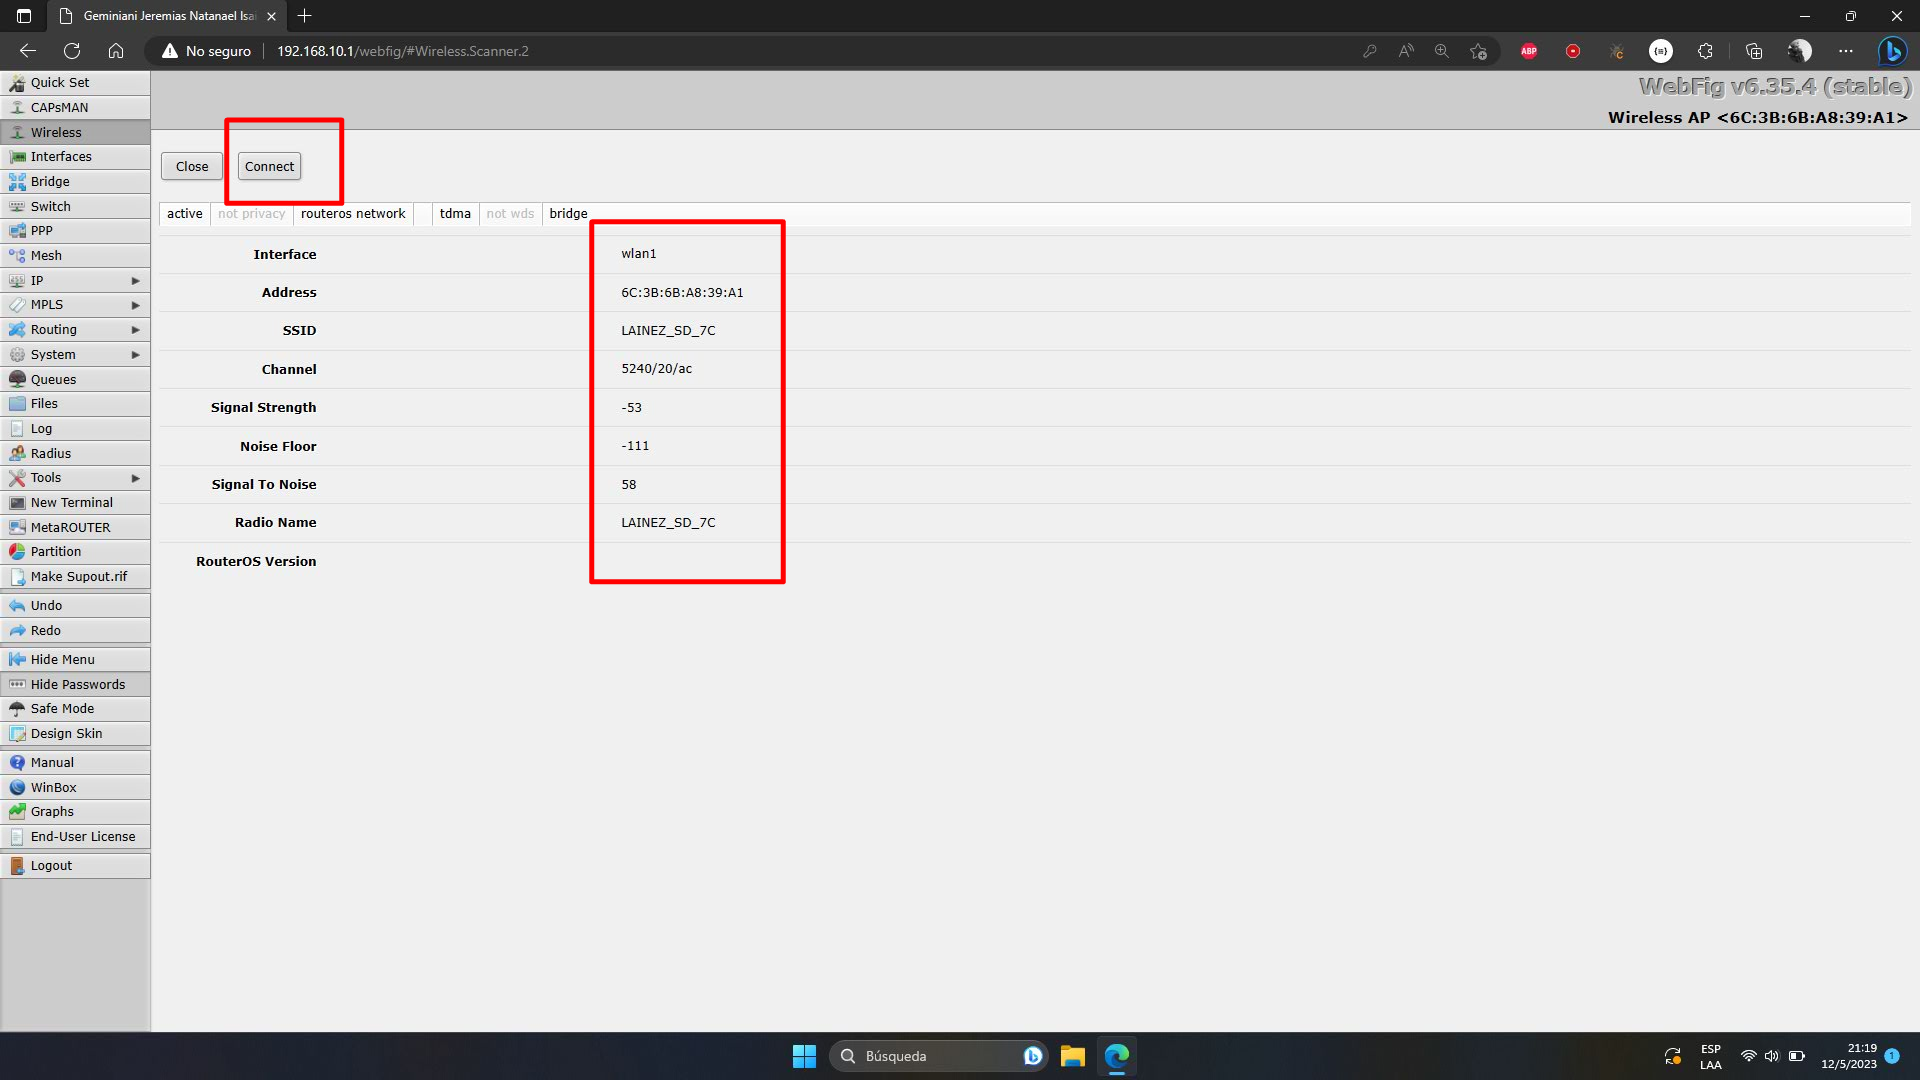 Geminiani Jeremias Natanael Isai
No seguro
192.168.10.1/webfig/#Wireless.Scanner.2
ABP
Quick Set
CAPsMAN
Wireless
Interfaces
Bridge
Switch
PPP
Mesh
IP
MPLS
Routing
System
Queues
Files
Log
Radius
Tools
New Terminal
MetaROUTER
Partition
Make Supout.rif
Undo
Redo
Hide Menu
Hide Passwords
Safe Mode
Design Skin
Manual
WinBox
Graphs
End-User License
Logout
WebFig v6.35.4 (stable)
Wireless AP <6C:3B:6B:A8:39:A1>
Close Connect
active not privacy routeros network tdma not wds bridge
Interface wlan1
Address 6C:3B:6B:A8:39:A1
SSID LAINEZ_SD_7C
Channel 5240/20/ac
Signal Strength -53
Noise Floor -111
Signal To Noise 58
Radio Name LAINEZ_SD_7C
RouterOS Version
Búsqueda
ESP
LAA
21:19
12/5/2023
1